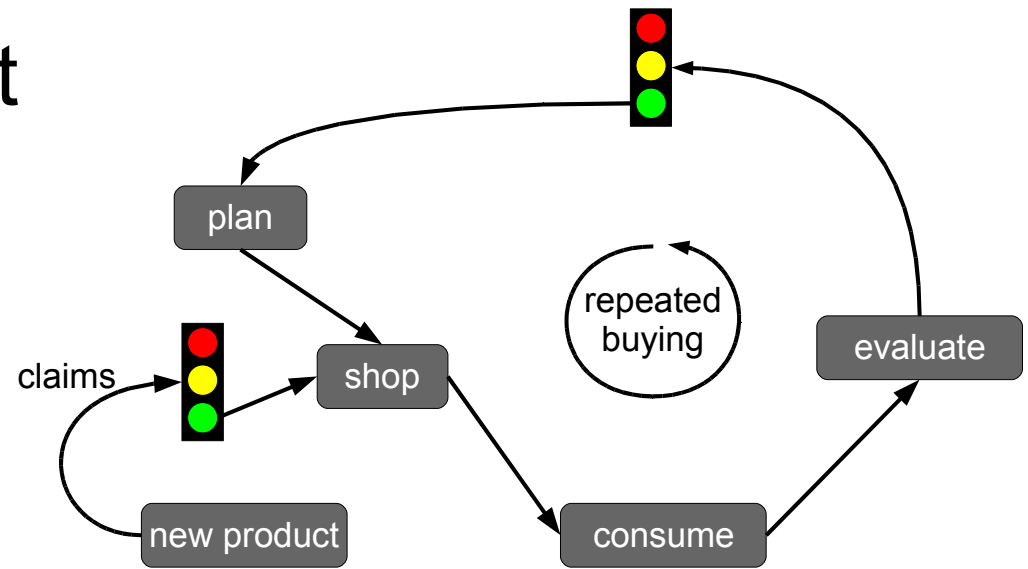 t
plan
repeated
buying
evaluate
claims
shop
new product
consume